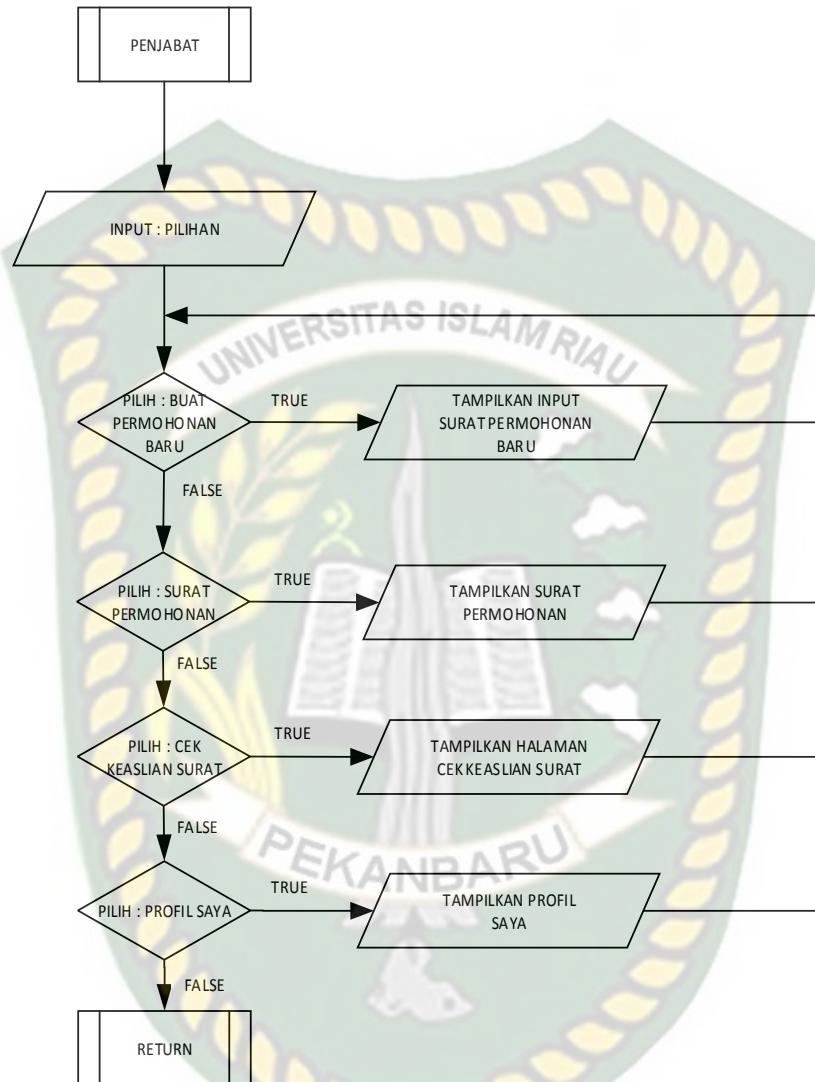 PENJABAT
INPUT : PILIHAN
UNIVERSITAS ISLAM RIAU
PILIH : BUAT
PERMOHONAN
BARU
TRUE
TAMPILKAN INPUT
SURAT PERMOHONAN
BARU
FALSE
PILIH : SURAT
PERMOHONAN
TRUE
TAMPILKAN SURAT
PERMOHONAN
FALSE
PILIH : CEK
KEASLIAN SURAT
TRUE
TAMPILKAN HALAMAN
CEK KEASLIAN SURAT
FALSE
PEKANBARU
PILIH : PROFIL SAYA
TRUE
TAMPILKAN PROFIL
SAYA
FALSE
RETURN